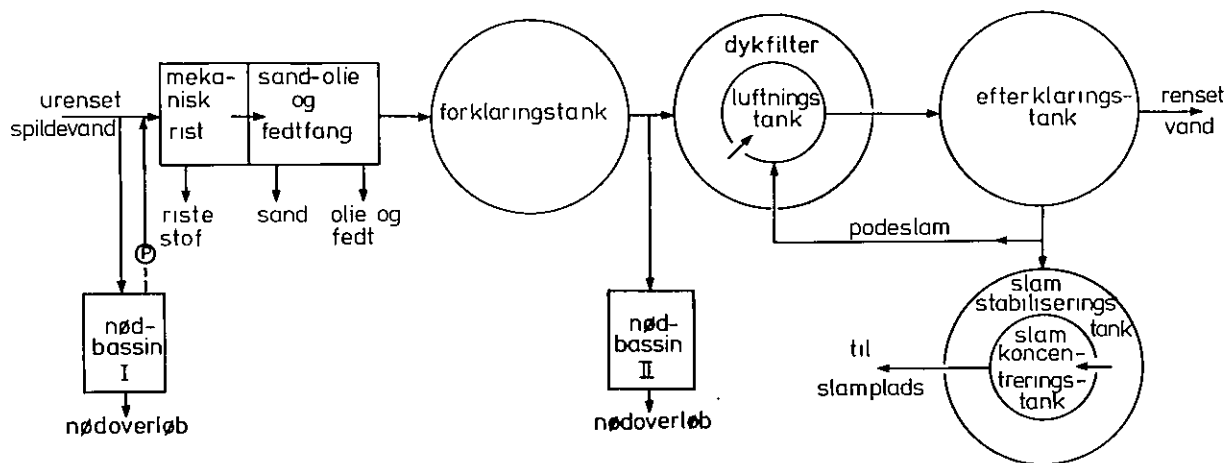 urenset
spildevand
meka-
nisk
rist
sand-olie
og
fedtfang
riste
stof
sand
olie og
fedt
P
nød-
bassin
I
nødoverløb
forklaringstank
nød-
bassin
II
nødoverløb
dykfilter
luftnings
tank
efterklarings-
tank
renset
vand
podeslam
slam
stabiliserings
tank
slam
koncen-
trerings-
tank
til
slamplads